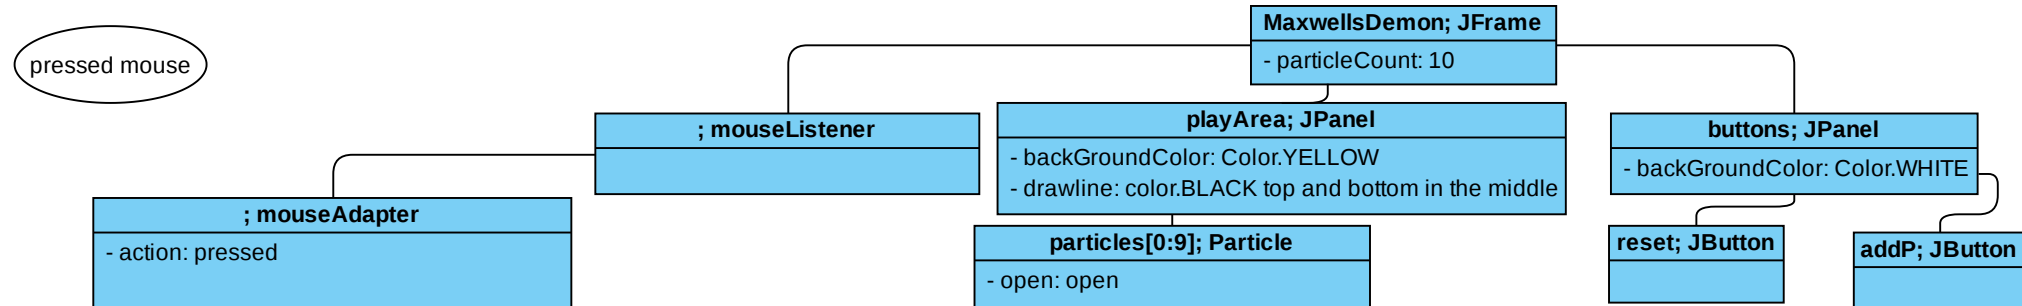 pressed mouse
MaxwellsDemon; JFrame
- particleCount: 10
; mouseListener
playArea; JPanel
- backGroundColor: Color.YELLOW
- drawline: color.BLACK top and bottom in the middle
buttons; JPanel
- backGroundColor: Color.WHITE
; mouseAdapter
- action: pressed
particles[0:9]; Particle
- open: open
reset; JButton
addP; JButton